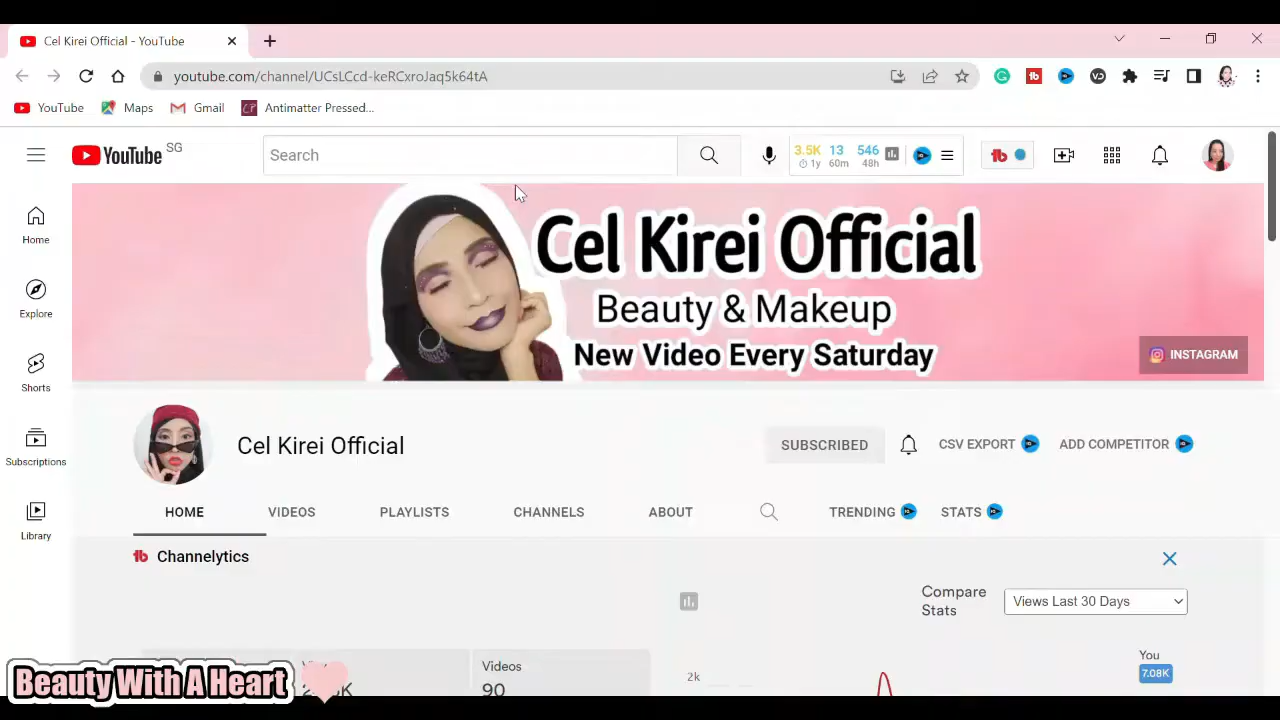 Cel Kirei Official - YouTube
youtube.com/channel/UCsLCcd-keRCxroJaq5k64tA
YouTube
Maps
Gmail
Antimatter Pressed...
YouTube SG
Search
3.5K 13 546
1y 60m 48h
Home
Explore
Shorts
Subscriptions
Library
Cel Kirei Official
Beauty & Makeup
New Video Every Saturday
INSTAGRAM
Cel Kirei Official
SUBSCRIBED
CSV EXPORT
ADD COMPETITOR
HOME
VIDEOS
PLAYLISTS
CHANNELS
ABOUT
TRENDING
STATS
Channelytics
Compare
Stats
Views Last 30 Days
You
7.08K
2k
Videos
90
Beauty With A Heart